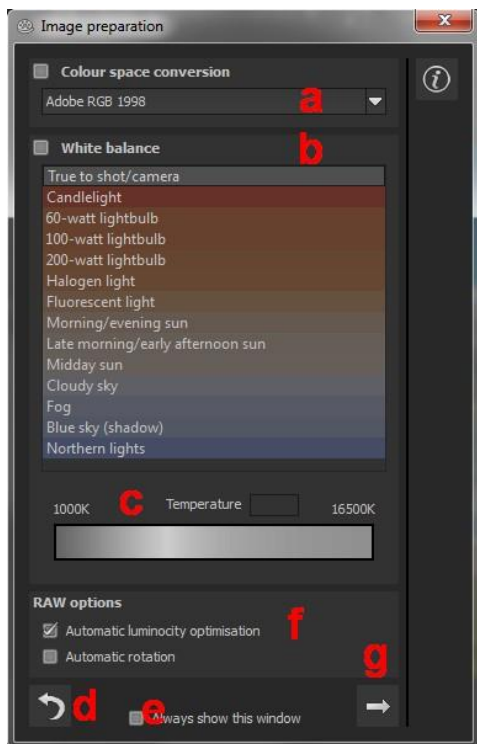 Image preparation
x
i
Colour space conversion
Adobe RGB 1998
a
b
White balance
True to shot/camera
Candlelight
60-watt lightbulb
100-watt lightbulb
200-watt lightbulb
Halogen light
Fluorescent light
Morning/evening sun
Late morning/early afternoon sun
Midday sun
Cloudy sky
Fog
Blue sky (shadow)
Northern lights
1000K c Temperature 16500K
RAW options
Automatic luminocity optimisation f
Automatic rotation
g
d
e
Always show this window